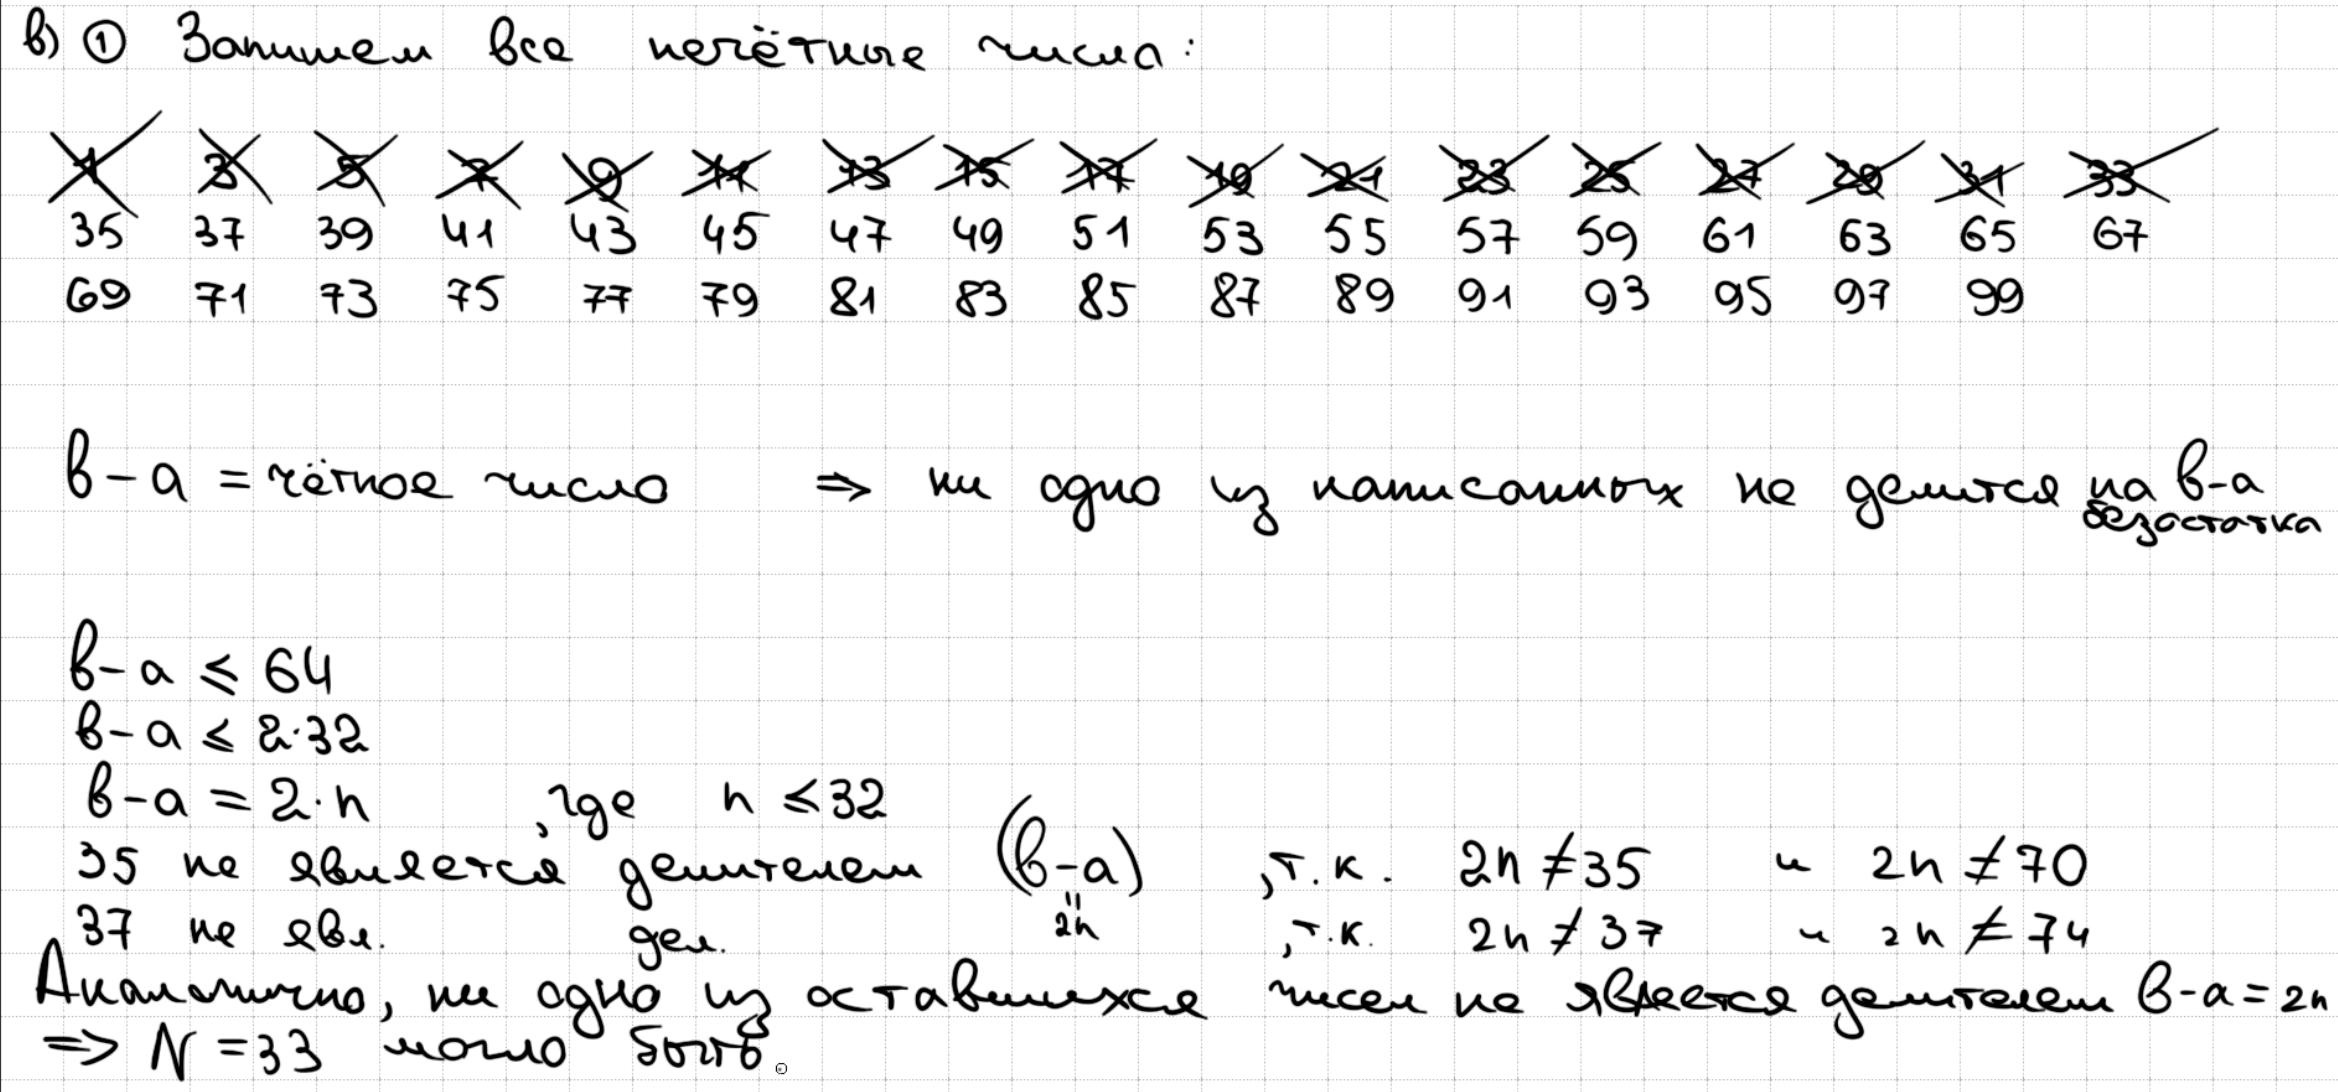 в) ① Запишем все нечётные числа:
1 3 5 7 9 11 13 15 17 19 21 23 25 27 29 31 33
35 37 39 41 43 45 47 49 51 53 55 57 59 61 63 65 67
69 71 73 75 77 79 81 83 85 87 89 91 93 95 97 99
в-а = чётное число ⇒ ни одно из написанных не делится на в-а
без остатка
в-а ⩽ 64
в-а ⩽ 2·32
в-а = 2·n , где n ⩽ 32
35 не является делителем (в-а) , т.к. 2n ≠ 35 и 2n ≠ 70
"
2n
37 не явл. дел. , т.к. 2n ≠ 37 и 2n ≠ 74
Аналогично, ни одно из оставшихся чисел не является делителем в-а = 2n
⇒ N = 33 могло быть.